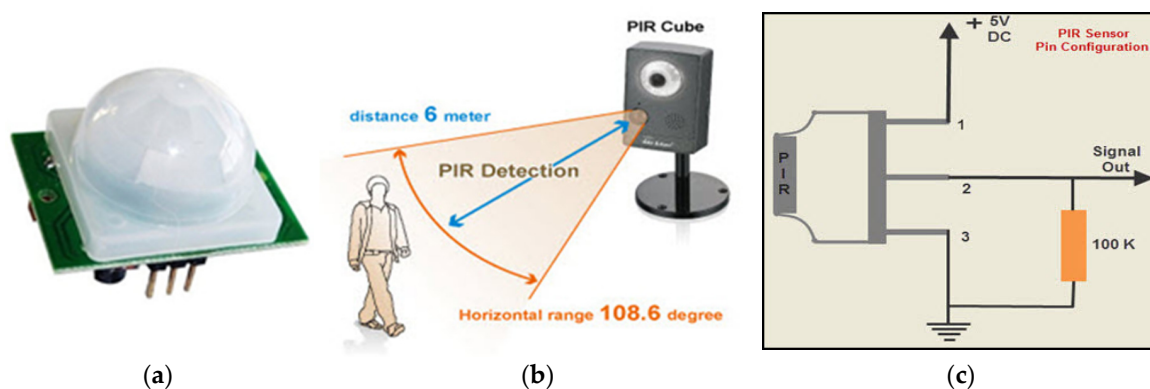 PIR Cube
distance 6 meter
PIR Detection
Horizontal range 108.6 degree
+ 5V
DC
PIR Sensor
Pin Configuration
1
Signal
Out
PIR
2
3
100 K
(a)
(b)
(c)